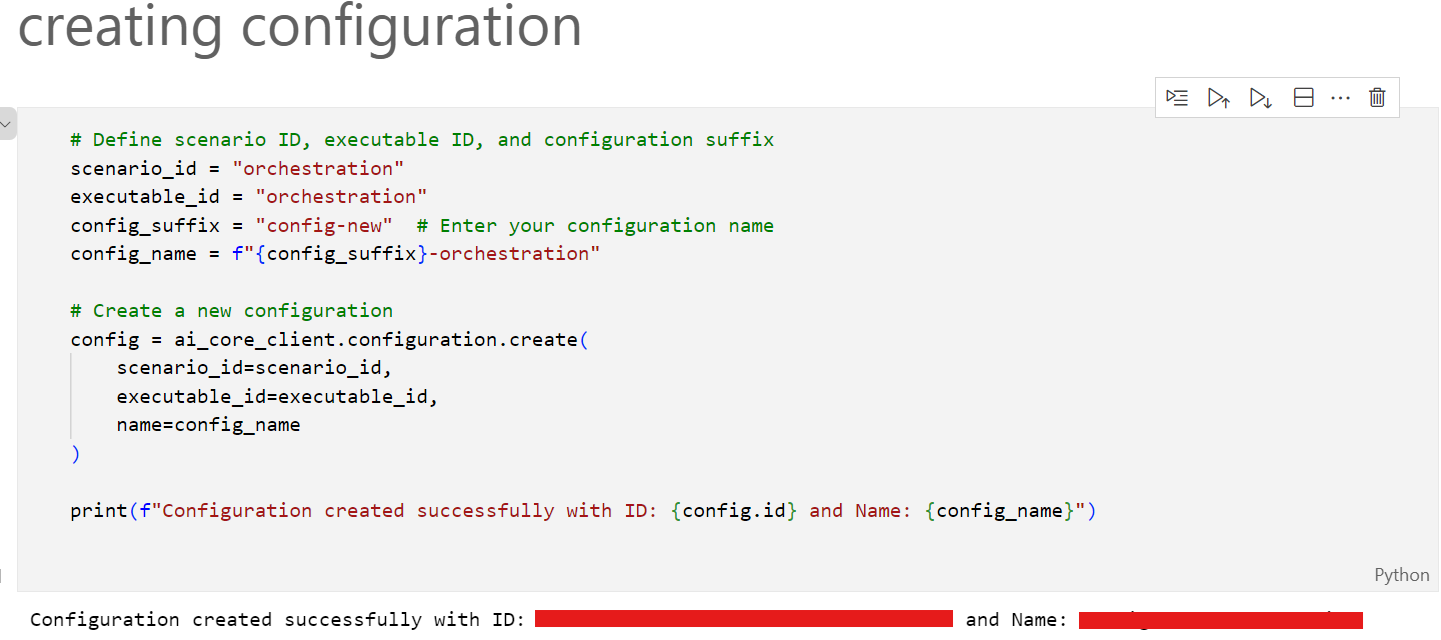 creating configuration
# Define scenario ID, executable ID, and configuration suffix
scenario_id = "orchestration"
executable_id = "orchestration"
config_suffix = "config-new"  # Enter your configuration name
config_name = f"{config_suffix}-orchestration"
# Create a new configuration
config = ai_core_client.configuration.create(
    scenario_id=scenario_id,
    executable_id=executable_id,
    name=config_name
)
print(f"Configuration created successfully with ID: {config.id} and Name: {config_name}")
Python
Configuration created successfully with ID: and Name: